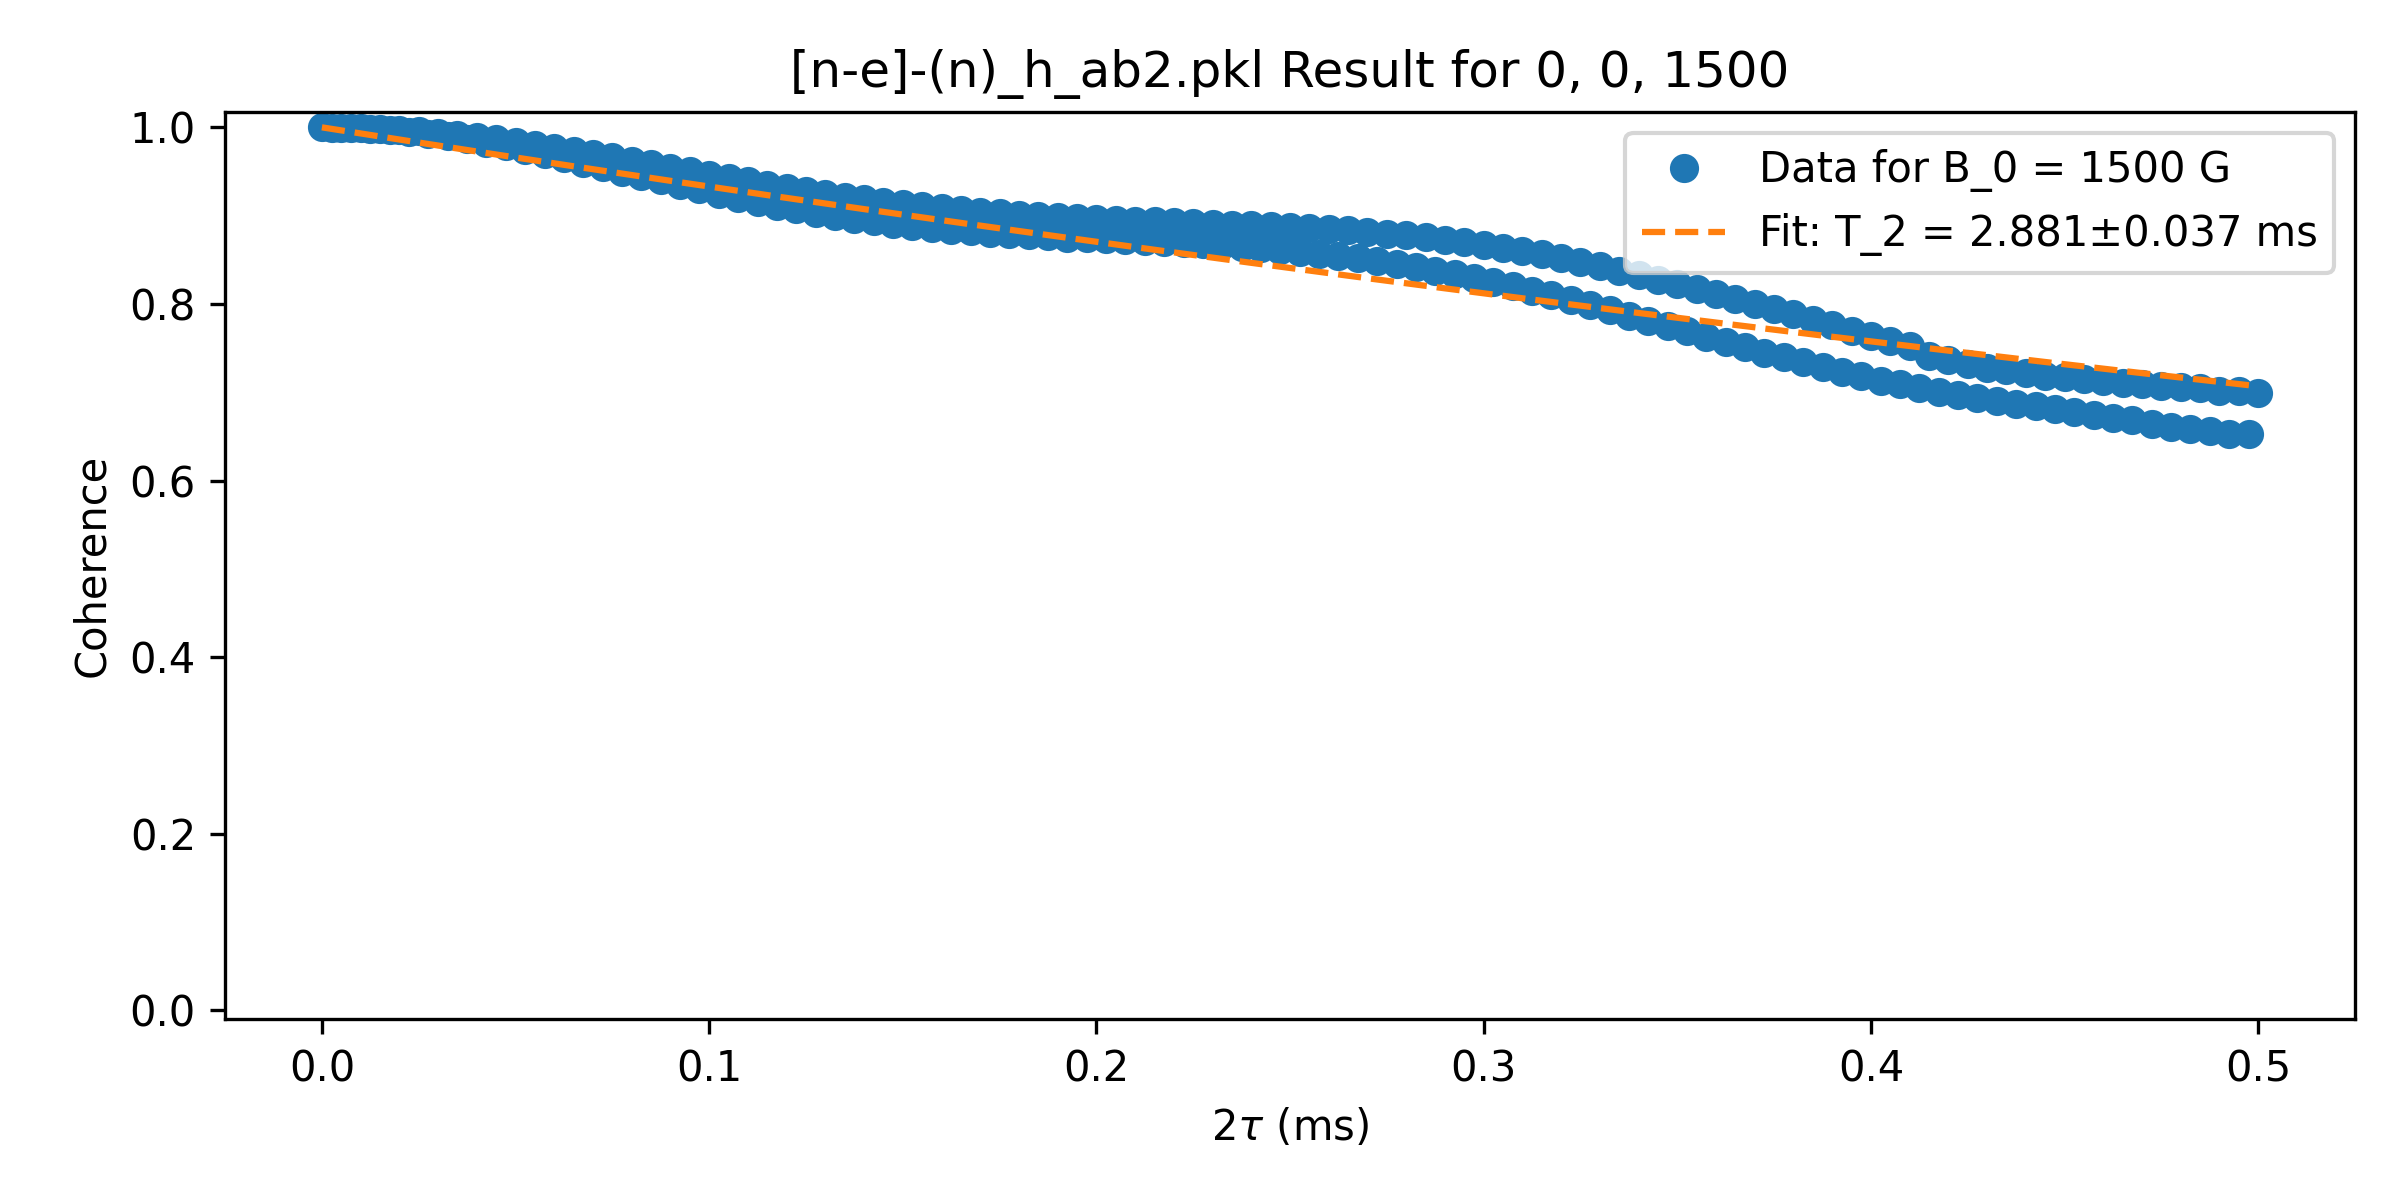 [n-e]-(n)_h_ab2.pkl Result for 0, 0, 1500
1.0
0.8
0.6
0.4
0.2
0.0
Coherence
Data for B_0 = 1500 G
Fit: T_2 = 2.881±0.037 ms
0.0 0.1 0.2 0.3 0.4 0.5
2τ (ms)